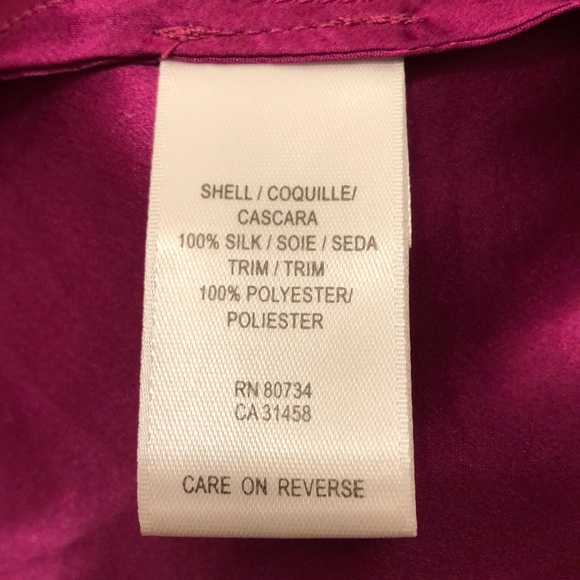 SHELL / COQUILLE/
CASCARA
100% SILK / SOIE / SEDA
TRIM / TRIM
100% POLYESTER/
POLIESTER
RN 80734
CA 31458
CARE ON REVERSE